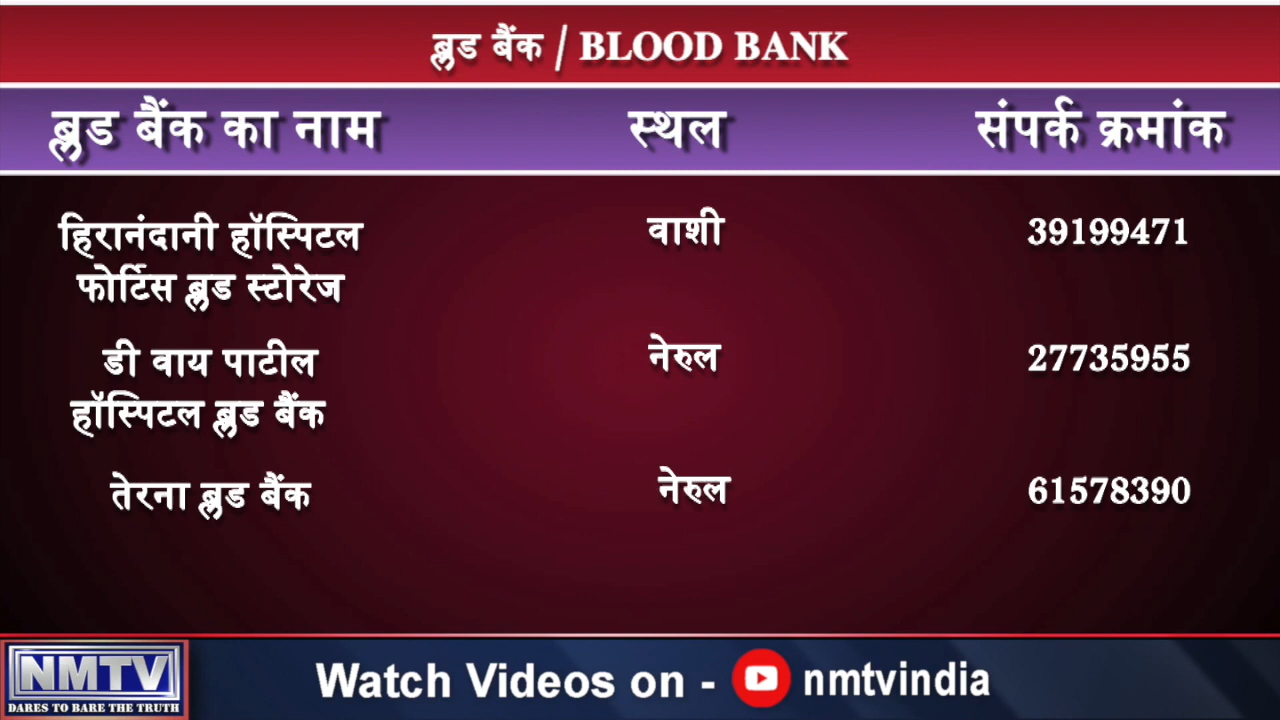 ब्लड बैंक / BLOOD BANK
ब्लड बैंक का नाम स्थल संपर्क क्रमांक
हिरानंदानी हॉस्पिटल वाशी 39199471
फोर्टिस ब्लड स्टोरेज
डी वाय पाटील नेरुल 27735955
हॉस्पिटल ब्लड बैंक
तेरना ब्लड बैंक नेरुल 61578390
NMTV
DARES TO BARE THE TRUTH
Watch Videos on - nmtvindia